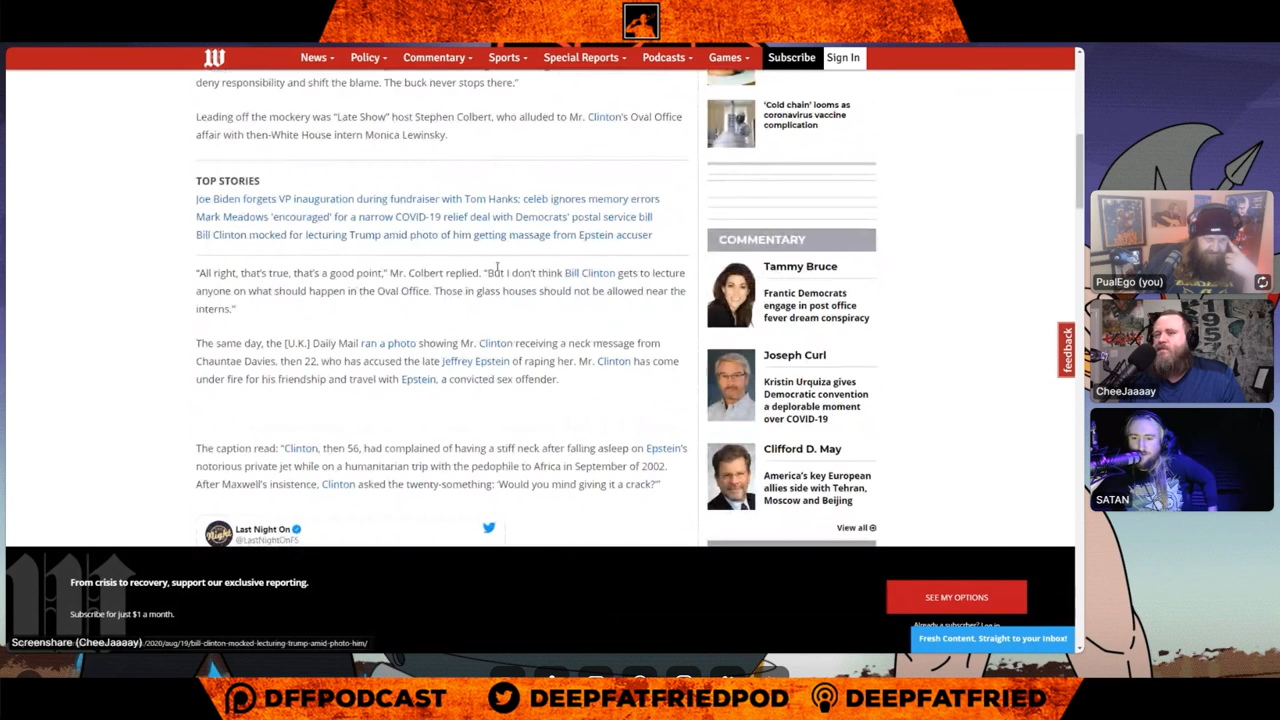 W
News
Policy
Commentary
Sports
Special Reports
Podcasts
Games
Subscribe
Sign In
deny responsibility and shift the blame. The buck never stops there."
Leading off the mockery was "Late Show" host Stephen Colbert, who alluded to Mr. Clinton's Oval Office
affair with then-White House intern Monica Lewinsky.
TOP STORIES
Joe Biden forgets VP inauguration during fundraiser with Tom Hanks; celeb ignores memory errors
Mark Meadows 'encouraged' for a narrow COVID-19 relief deal with Democrats' postal service bill
Bill Clinton mocked for lecturing Trump amid photo of him getting massage from Epstein accuser
"All right, that's true, that's a good point," Mr. Colbert replied. "But I don't think Bill Clinton gets to lecture
anyone on what should happen in the Oval Office. Those in glass houses should not be allowed near the
interns."
The same day, the [U.K.] Daily Mail ran a photo showing Mr. Clinton receiving a neck message from
Chauntae Davies, then 22, who has accused the late Jeffrey Epstein of raping her. Mr. Clinton has come
under fire for his friendship and travel with Epstein, a convicted sex offender.
The caption read: "Clinton, then 56, had complained of having a stiff neck after falling asleep on Epstein's
notorious private jet while on a humanitarian trip with the pedophile to Africa in September of 2002.
After Maxwell's insistence, Clinton asked the twenty-something: 'Would you mind giving it a crack?'"
Last Night On
@LastNightOnFS
'Cold chain' looms as
coronavirus vaccine
complication
COMMENTARY
Tammy Bruce
Frantic Democrats
engage in post office
fever dream conspiracy
Joseph Curl
Kristin Urquiza gives
Democratic convention
a deplorable moment
over COVID-19
Clifford D. May
America's key European
allies side with Tehran,
Moscow and Beijing
View all
feedback
PualEgo (you)
CheeJaaaay
SATAN
From crisis to recovery, support our exclusive reporting.
Subscribe for just $1 a month.
SEE MY OPTIONS
Already a subscriber? Log in
Fresh Content, Straight to your Inbox!
Screenshare (CheeJaaaay) /2020/aug/19/bill-clinton-mocked-lecturing-trump-amid-photo-him/
DFFPODCAST
DEEPFATFRIEDPOD
DEEPFATFRIED